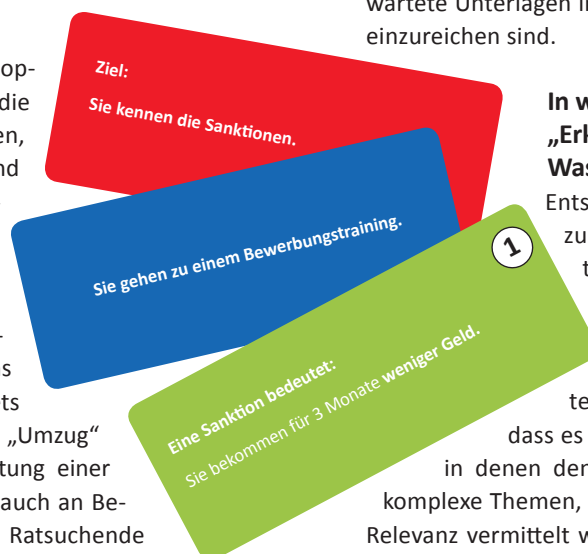 wartete Unterlagen
einzureichen sind.
op-
die
en,
nd
Ziel:
Sie kennen die Sanktionen.
Sie gehen zu einem Bewerbungstraining.
1
Eine Sanktion bedeutet:
Sie bekommen für 3 Monate weniger Geld.
s
ets
„Umzug“
tung einer
auch an Be-
Ratsuchende
In w
„Erk
Was
Ents
zu
t
te
dass es
in denen der
komplexe Themen,
Relevanz vermittelt w